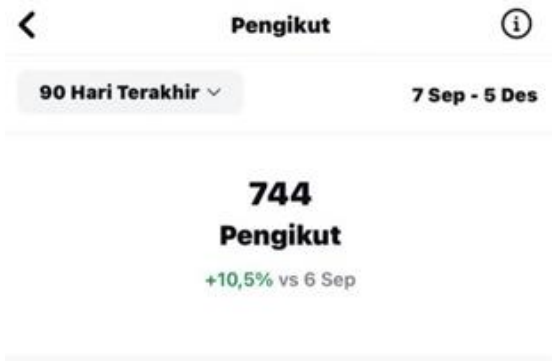 Pengikut
90 Hari Terakhir
7 Sep - 5 Des
744
Pengikut
+10,5% vs 6 Sep